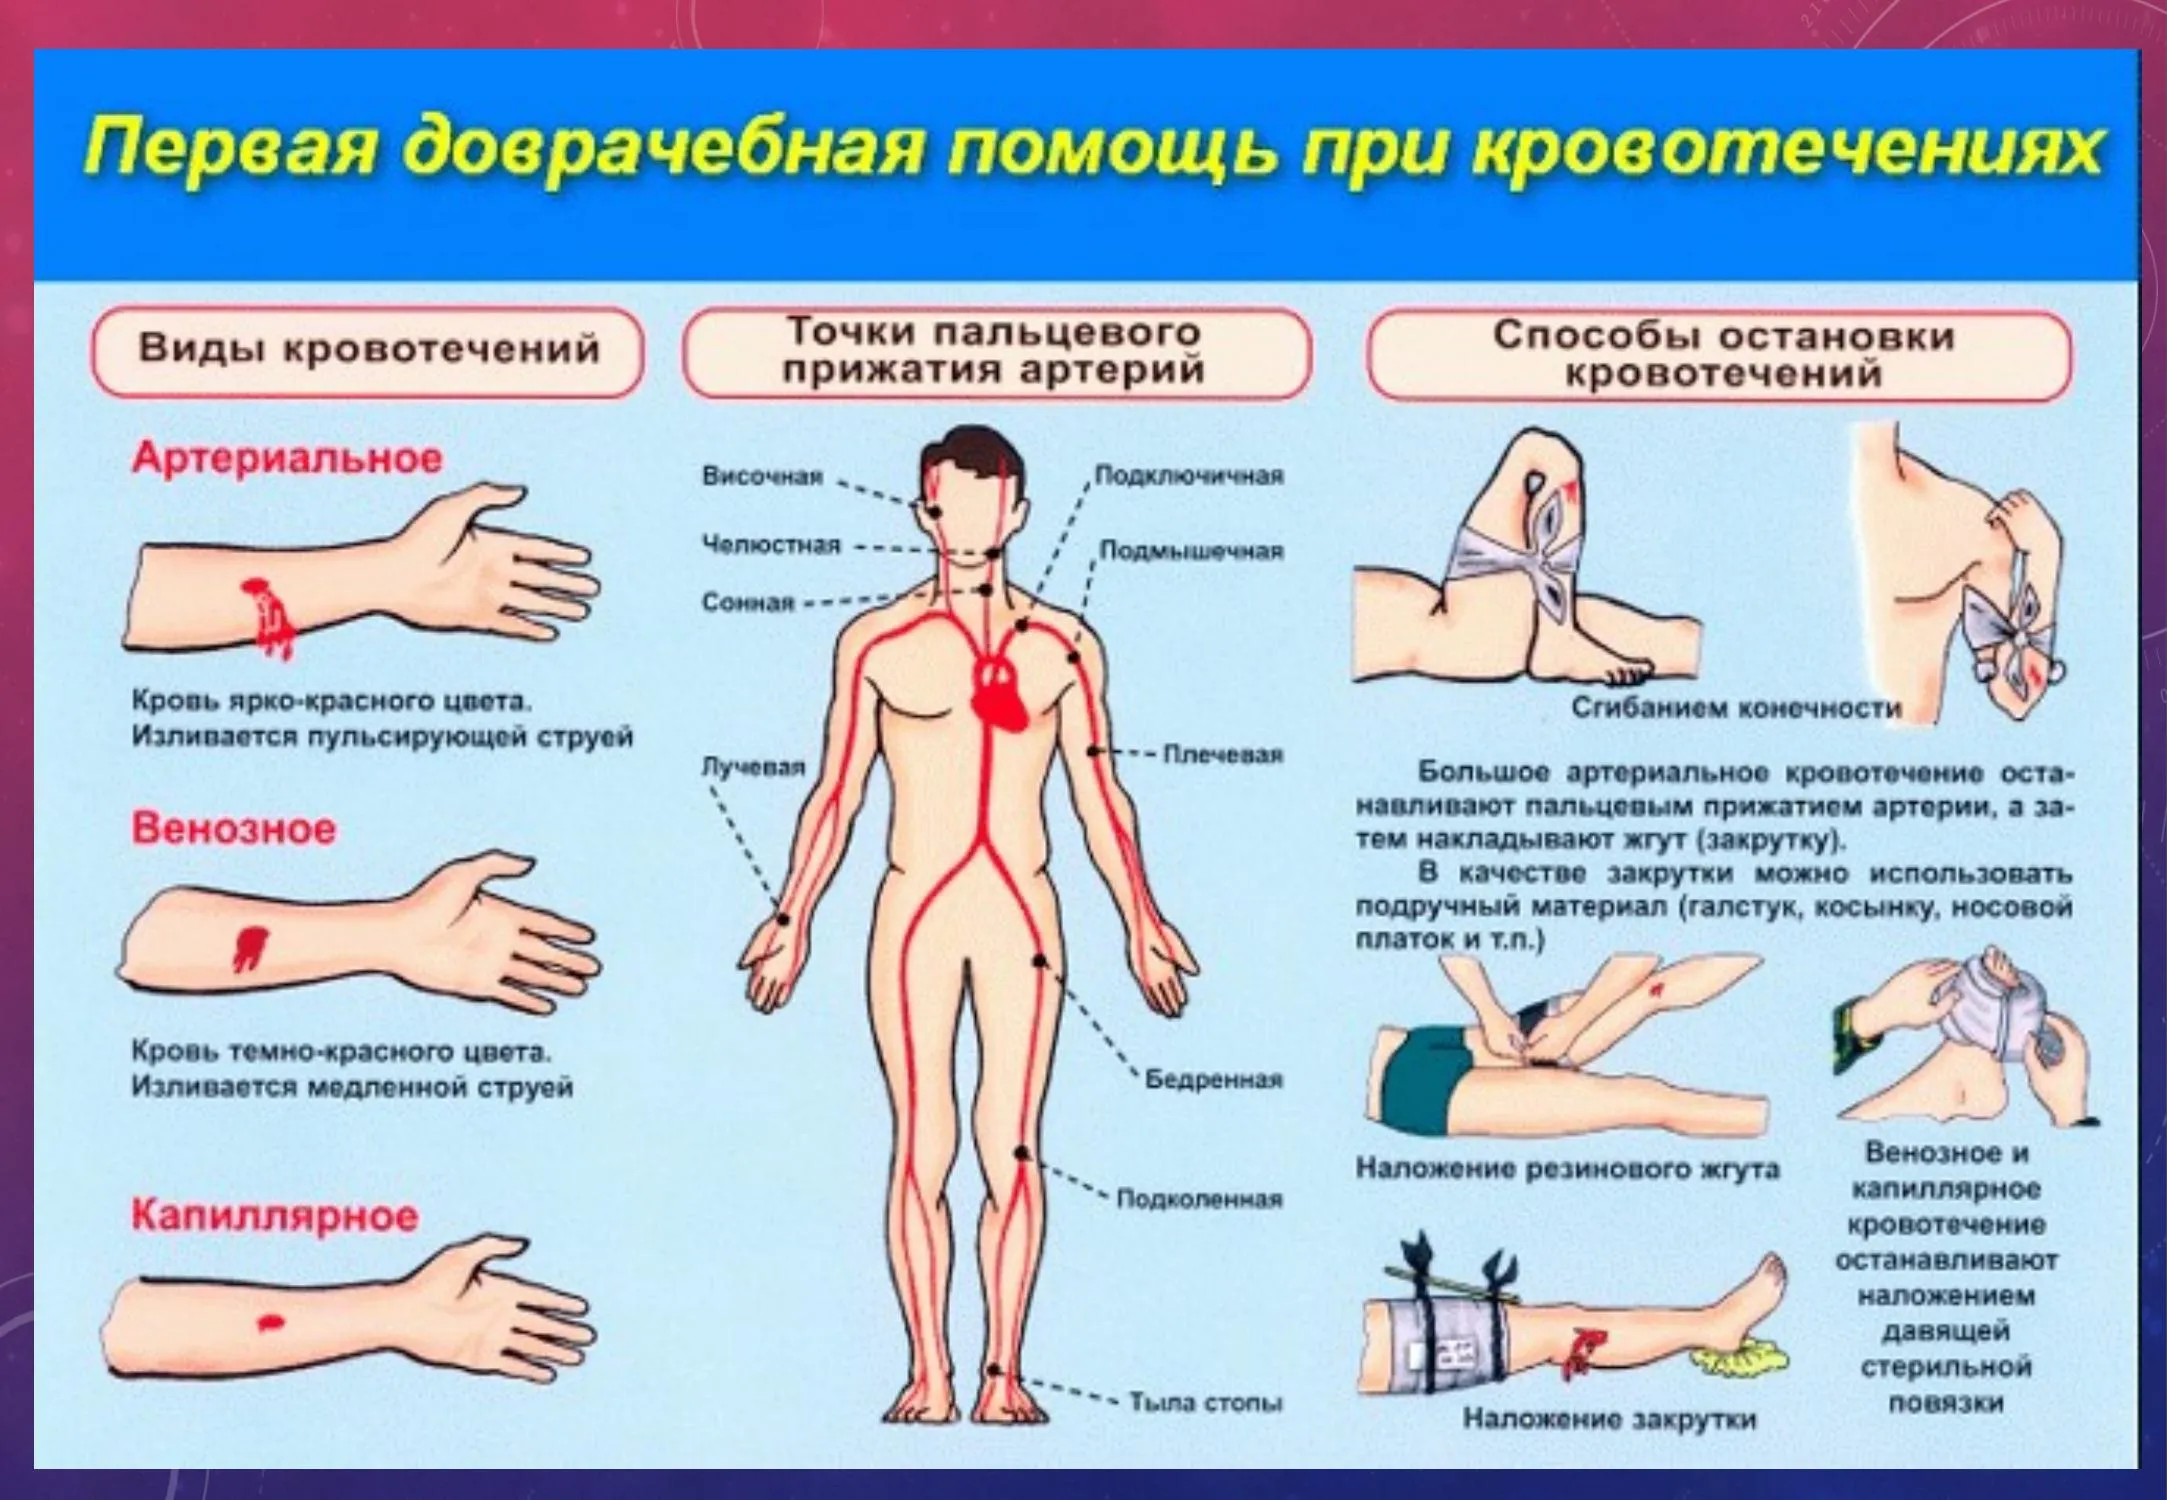 Первая доврачебная помощь при кровотечениях
Виды кровотечений
Артериальное
Кровь ярко-красного цвета.
Изливается пульсирующей струей
Венозное
Кровь темно-красного цвета.
Изливается медленной струей
Капиллярное
Точки пальцевого
прижатия артерий
Височная
Челюстная
Сонная
Лучевая
Подключичная
Подмышечная
Плечевая
Бедренная
Подколенная
Тыла стопы
Способы остановки
кровотечений
Сгибанием конечности
Большое артериальное кровотечение оста-
навливают пальцевым прижатием артерии, а за-
тем накладывают жгут (закрутку).
В качестве закрутки можно использовать
подручный материал (галстук, косынку, носовой
платок и т.п.)
Наложение резинового жгута
Наложение закрутки
Венозное и
капиллярное
кровотечение
останавливают
наложением
давящей
стерильной
повязки